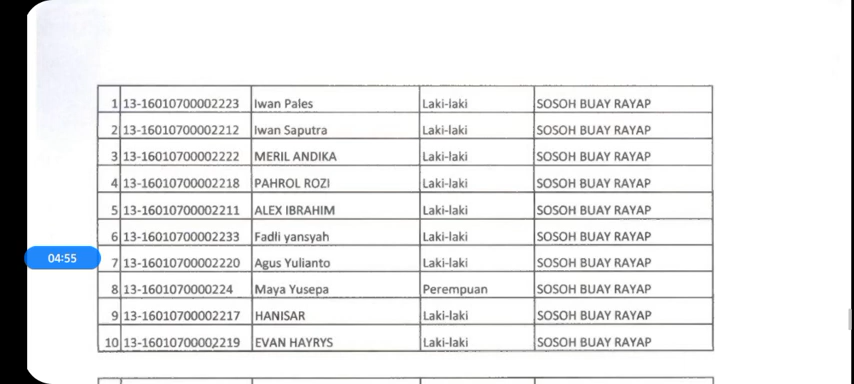 1 13-16010700002223 Iwan Pales Laki-laki SOSOH BUAY RAYAP
2 13-16010700002212 Iwan Saputra Laki-laki SOSOH BUAY RAYAP
3 13-16010700002222 MERIL ANDIKA Laki-laki SOSOH BUAY RAYAP
4 13-16010700002218 PAHROL ROZI Laki-laki SOSOH BUAY RAYAP
5 13-16010700002211 ALEX IBRAHIM Laki-laki SOSOH BUAY RAYAP
6 13-16010700002233 Fadli yansyah Laki-laki SOSOH BUAY RAYAP
04:55
7 13-16010700002220 Agus Yulianto Laki-laki SOSOH BUAY RAYAP
8 13-1601070000224 Maya Yusepa Perempuan SOSOH BUAY RAYAP
9 13-16010700002217 HANISAR Laki-laki SOSOH BUAY RAYAP
10 13-16010700002219 EVAN HAYRYS Laki-laki SOSOH BUAY RAYAP